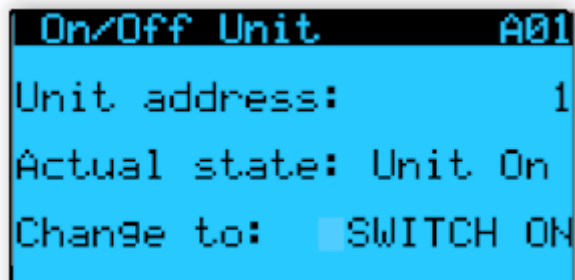 On/Off Unit A01
Unit address: 1
Actual state: Unit On
Change to: SWITCH ON